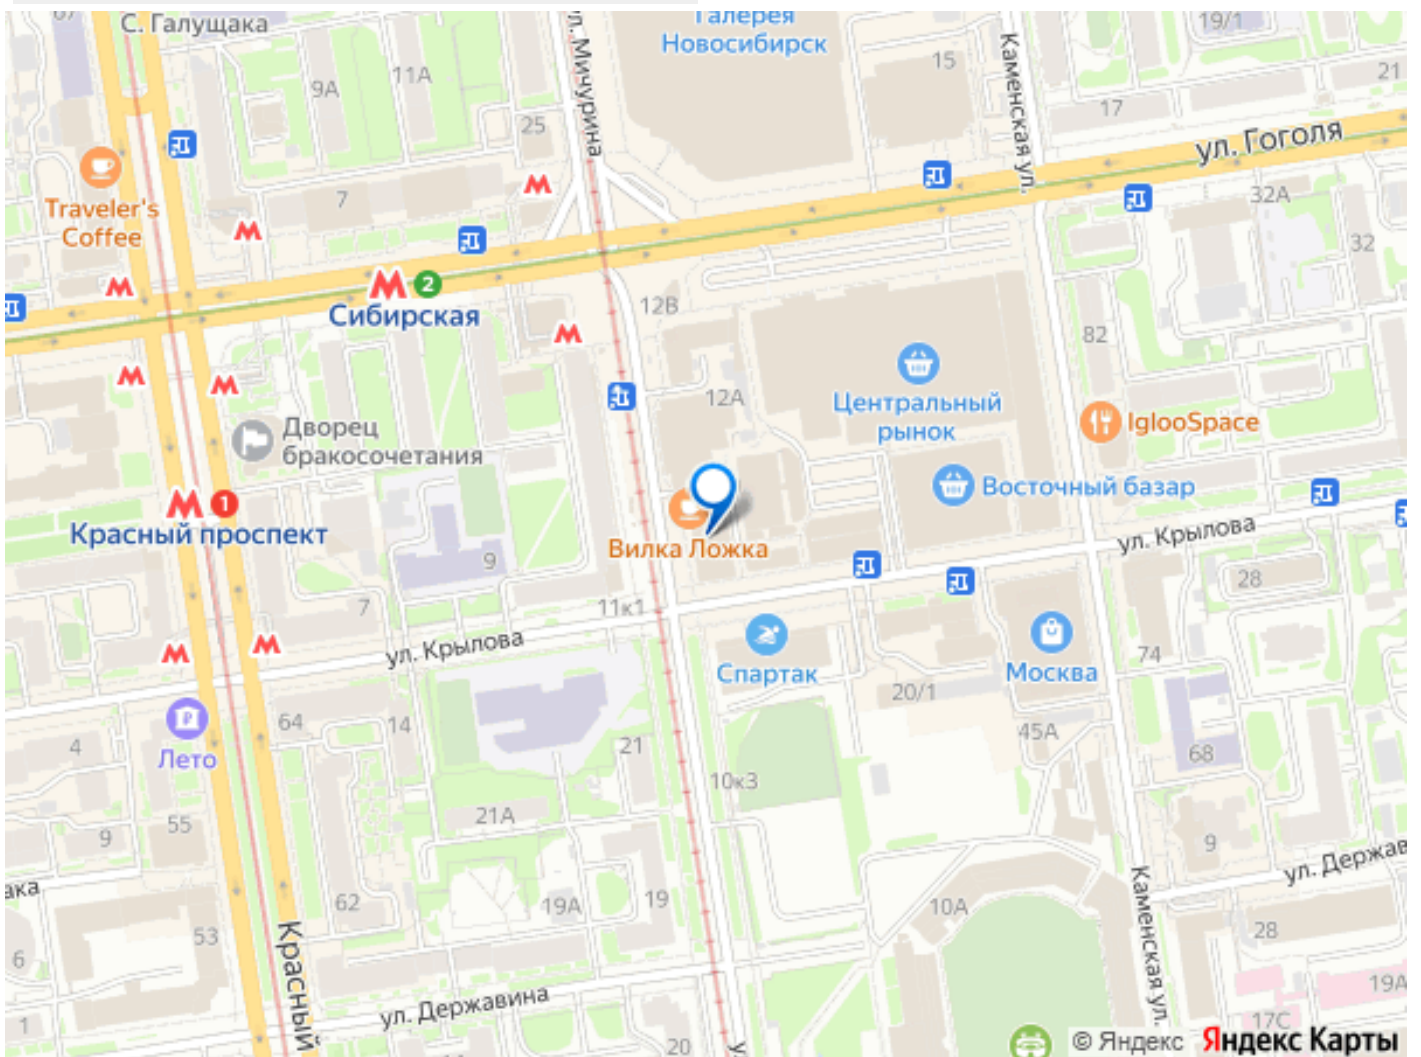 С. Галущака
67
9А
11А
ул. Мичурина
25
Галерея
Новосибирск
15
Каменская ул.
19/1
21
17
ул. Гоголя
Traveler's
Coffee
7
32А
32
Сибирская
2
12В
82
12А
Центральный
рынок
IglooSpace
Дворец
бракосочетания
Восточный базар
1
Красный проспект
Вилка Ложка
ул. Крылова
9
7
11к1
28
ул. Крылова
Спартак
Москва
74
20/1
64
14
4
Лето
21
45А
68
10к3
21А
55
9
9
ул. Держав
ака
62
19А
19
10А
Каменская ул.
53
28
6
Красный
19А
ул. Державина
1
20
17С
© Яндекс
Яндекс Карты